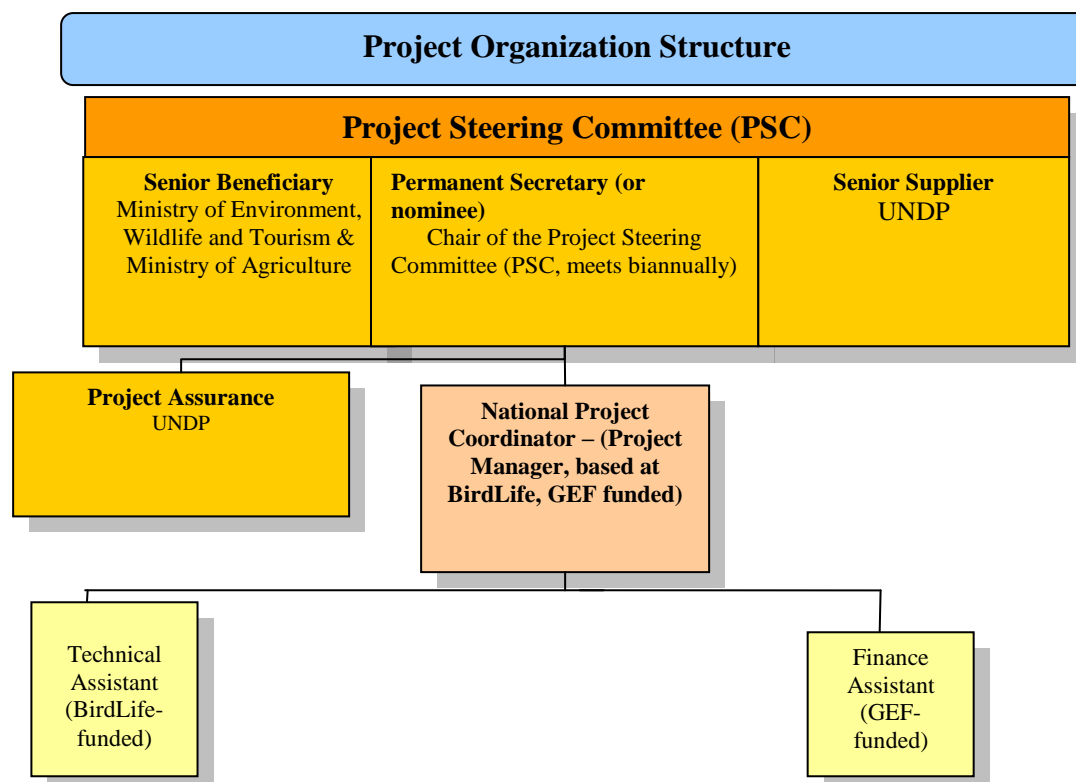 Project Organization Structure
Project Steering Committee (PSC)
Senior Beneficiary
Ministry of Environment,
Wildlife and Tourism &
Ministry of Agriculture
Permanent Secretary (or
nominee)
Chair of the Project Steering
Committee (PSC, meets biannually)
Senior Supplier
UNDP
Project Assurance
UNDP
National Project
Coordinator – (Project
Manager, based at
BirdLife, GEF funded)
Technical
Assistant
(BirdLife-
funded)
Finance
Assistant
(GEF-
funded)